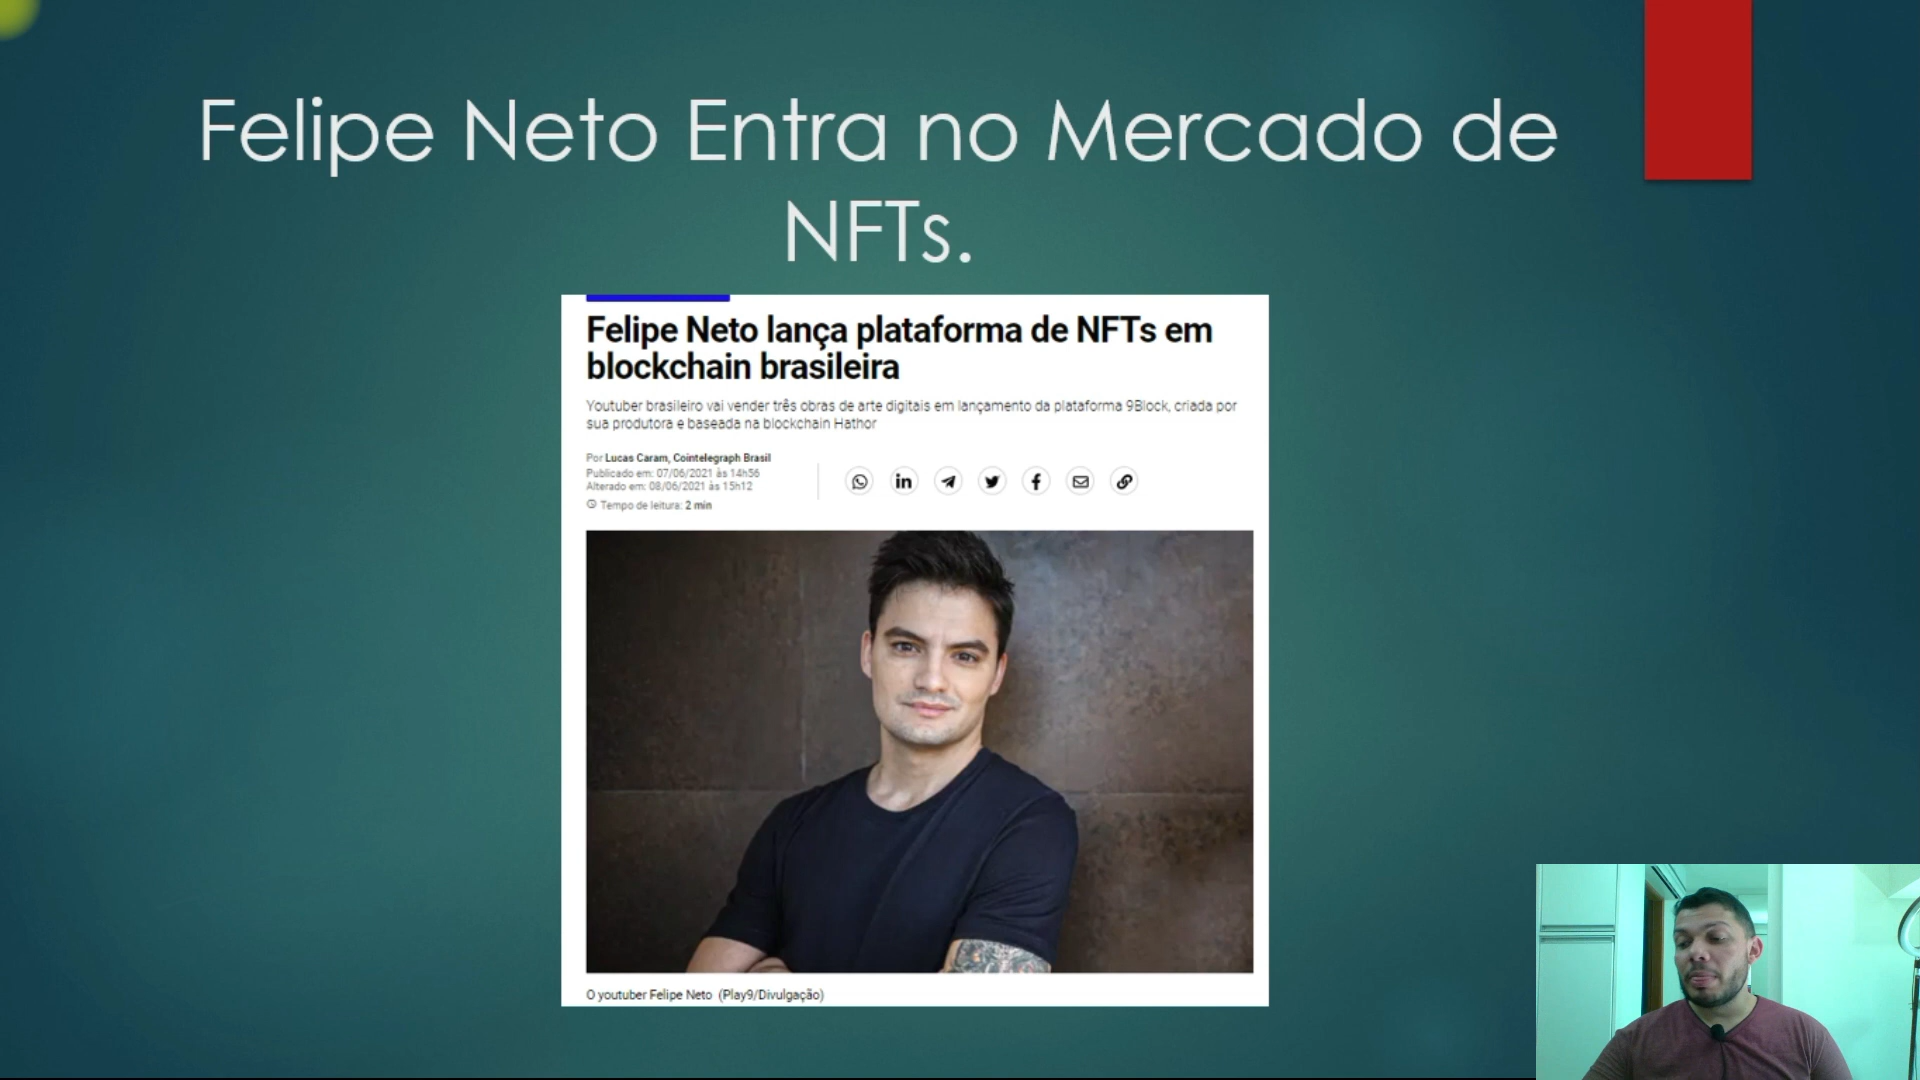 Felipe Neto Entra no Mercado de
NFTs.
Felipe Neto lança plataforma de NFTs em
blockchain brasileira
Youtuber brasileiro vai vender três obras de arte digitais em lançamento da plataforma 9Block, criada por
sua produtora e baseada na blockchain Hathor
Por Lucas Caram, Cointelegraph Brasil
Publicado em: 07/06/2021 às 14h56
Alterado em: 08/06/2021 às 15h12
Tempo de leitura: 2 min
O youtuber Felipe Neto (Play9/Divulgação)